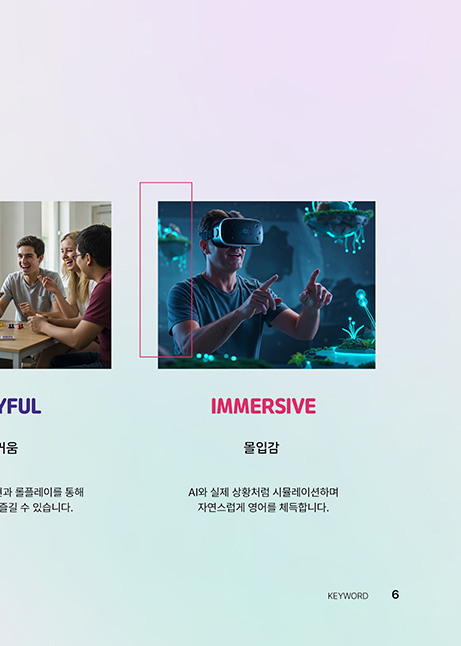 YFUL
거움
과 롤플레이를 통해
즐길 수 있습니다.
IMMERSIVE
몰입감
AI와 실제 상황처럼 시뮬레이션하며
자연스럽게 영어를 체득합니다.
KEYWORD 6